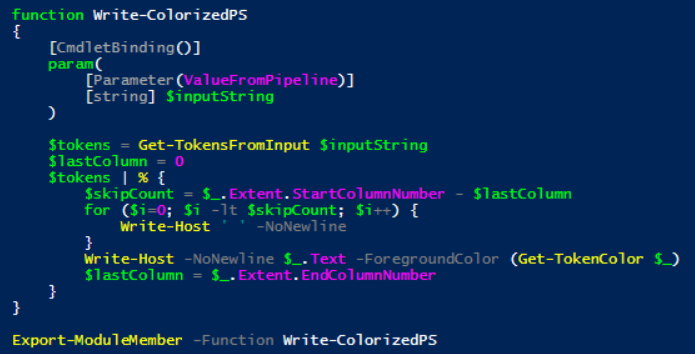 function Write-ColorizedPS
{
    [CmdletBinding()]
    param(
        [Parameter(ValueFromPipeline)]
        [string] $inputString
    )

    $tokens = Get-TokensFromInput $inputString
    $lastColumn = 0
    $tokens | % {
        $skipCount = $_.Extent.StartColumnNumber - $lastColumn
        for ($i=0; $i -lt $skipCount; $i++) {
            Write-Host ' ' -NoNewline
        }
        Write-Host -NoNewline $_.Text -ForegroundColor (Get-TokenColor $_)
        $lastColumn = $_.Extent.EndColumnNumber
    }
}

Export-ModuleMember -Function Write-ColorizedPS